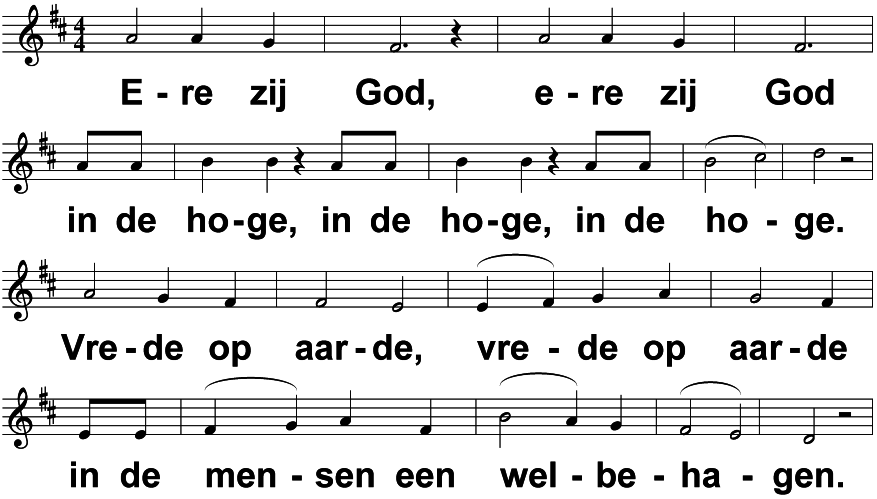 E - re zij God, e - re zij God
in de ho-ge, in de ho-ge, in de ho - ge.
Vre - de op aar - de, vre - de op aar - de
in de men - sen een wel - be - ha - gen.